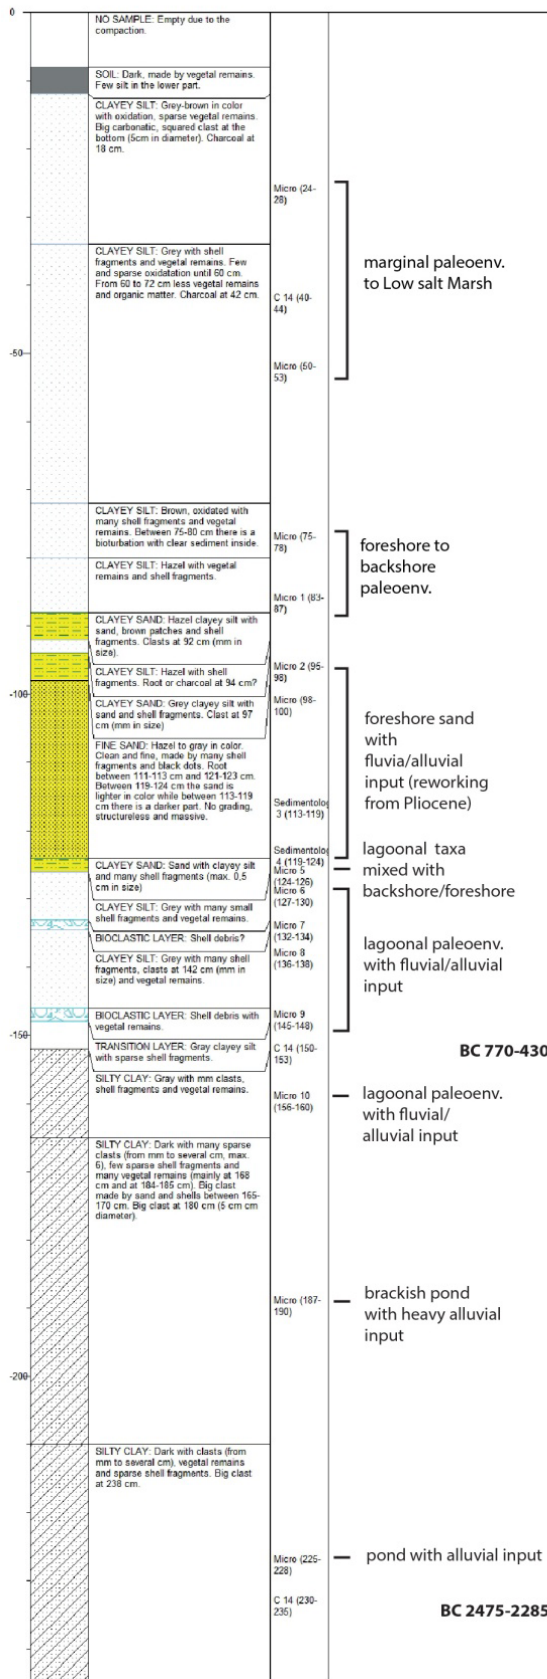 0
NO SAMPLE: Empty due to the
compaction.
SOIL: Dark, made by vegetal remains.
Few silt in the lower part.
CLAYEY SILT: Grey-brown in color
with oxidation, sparse vegetal remains.
Big carbonatic, squared clast at the
bottom (5cm in diameter). Charcoal at
18 cm.
Micro (24-
28)
marginal paleoenv.
to Low salt Marsh
CLAYEY SILT: Grey with shell
fragments and vegetal remains. Few
and sparse oxidatation until 60 cm.
From 60 to 72 cm less vegetal remains
and organic matter. Charcoal at 42 cm.
C 14 (40-
44)
-50
Micro (50-
53)
CLAYEY SILT: Brown, oxidated with
many shell fragments and vegetal
remains. Between 75-80 cm there is a
bioturbation with clear sediment inside.
Micro (75-
78)
foreshore to
backshore
paleoenv.
CLAYEY SILT: Hazel with vegetal
remains and shell fragments.
Micro 1 (83-
87)
CLAYEY SAND: Hazel clayey silt with
sand, brown patches and shell
fragments. Clasts at 92 cm (mm in
size).
CLAYEY SILT: Hazel with shell
fragments. Root or charcoal at 94 cm?
Micro 2 (95-
98)
-100
CLAYEY SAND: Grey clayey silt with
sand and shell fragments. Clast at 97
cm (mm in size)
Micro (98-
100)
foreshore sand
with
fluvia/alluvial
input (reworking
from Pliocene)
FINE SAND: Hazel to gray in color.
Clean and fine, made by many shell
fragments and black dots. Root
between 111-113 cm and 121-123 cm.
Between 119-124 cm the sand is
lighter in color while between 113-119
cm there is a darker part. No grading,
structureless and massive.
Sedimentolo
3 (113-119)
Sedimentolo
4 (119-124)
lagoonal taxa
mixed with
backshore/foreshore
CLAYEY SAND: Sand with clayey silt
and many shell fragments (max. 0,5
cm in size)
Micro 5
(124-126)
Micro 6
(127-130)
CLAYEY SILT: Grey with many small
shell fragments and vegetal remains.
Micro 7
(132-134)
BIOCLASTIC LAYER: Shell debris?
lagoonal paleoenv.
with fluvial/alluvial
input
CLAYEY SILT: Grey with many shell
fragments, clasts at 142 cm (mm in
size) and vegetal remains.
Micro 8
(136-138)
BIOCLASTIC LAYER: Shell debris with
vegetal remains.
Micro 9
(145-148)
-150
TRANSITION LAYER: Gray clayey silt
with sparse shell fragments.
C 14 (150-
153)
BC 770-430
SILTY CLAY: Gray with mm clasts,
shell fragments and vegetal remains.
Micro 10
(156-160)
lagoonal paleoenv.
with fluvial/
alluvial input
SILTY CLAY: Dark with many sparse
clasts (from mm to several cm, max.
6), few sparse shell fragments and
many vegetal remains (mainly at 168
cm and at 184-185 cm). Big clast
made by sand and shells between 165-
170 cm. Big clast at 180 cm (5 cm cm
diameter).
Micro (187-
190)
brackish pond
with heavy alluvial
input
-200
SILTY CLAY: Dark with clasts (from
mm to several cm), vegetal remains
and sparse shell fragments. Big clast
at 238 cm.
Micro (225-
228)
pond with alluvial input
C 14 (230-
235)
BC 2475-2285